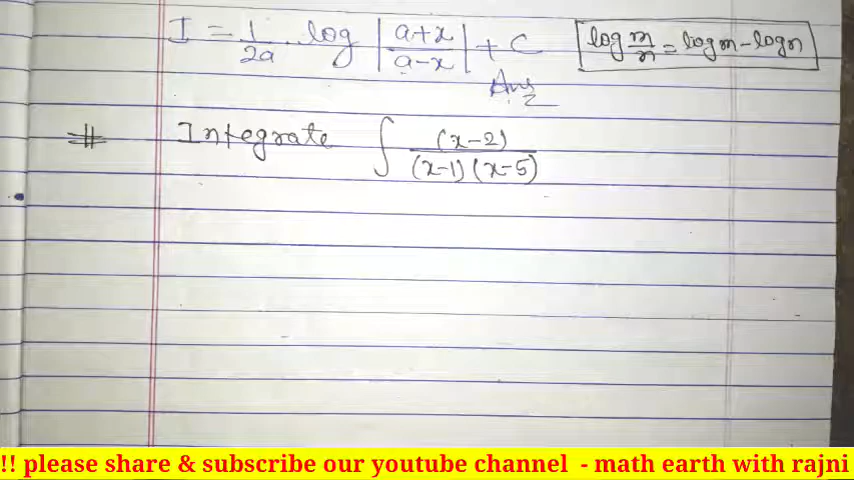 I = 1/2a . log |a+x/a-x| + C [log m/n = log m - log n]
Ans
# Integrate ∫ (x-2)/(x-1)(x-5)
!! please share & subscribe our youtube channel - math earth with rajni